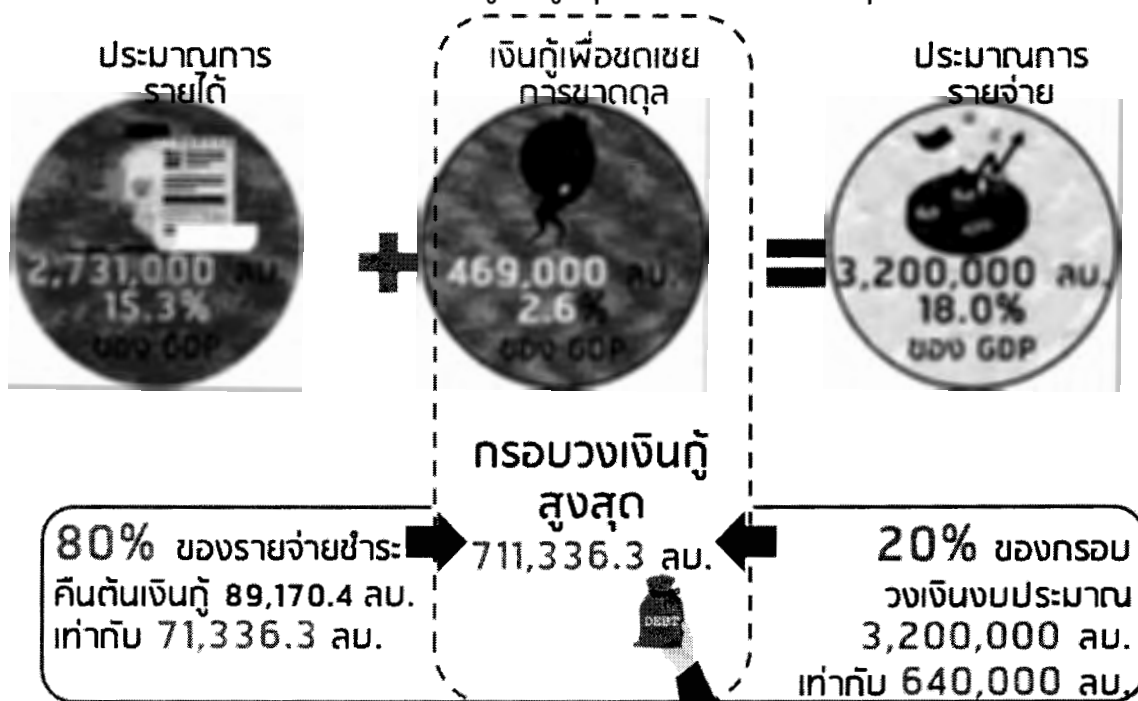 ประมาณการ
รายได้
2,731,000 ลบ.
15.3%
ของ GDP
เงินกู้เพื่อชดเชย
การขาดดุล
469,000 ลบ.
2.6%
ของ GDP
ประมาณการ
รายจ่าย
3,200,000 ลบ.
18.0%
ของ GDP
กรอบวงเงินกู้
สูงสุด
711,336.3 ลบ.
DEBT
80% ของรายจ่ายชำระ
คืนต้นเงินกู้ 89,170.4 ลบ.
เท่ากับ 71,336.3 ลบ.
20% ของกรอบ
วงเงินงบประมาณ
3,200,000 ลบ.
เท่ากับ 640,000 ลบ.